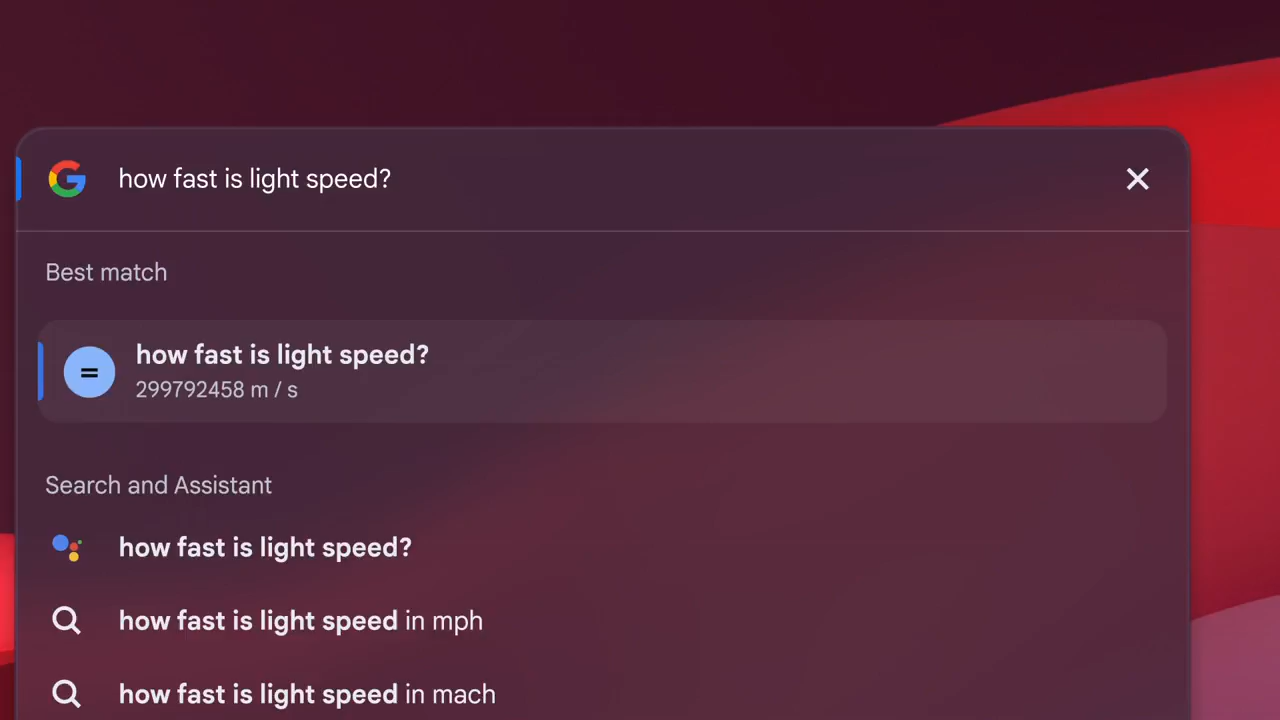 how fast is light speed?
Best match
how fast is light speed?
299792458 m / s
Search and Assistant
how fast is light speed?
how fast is light speed in mph
how fast is light speed in mach